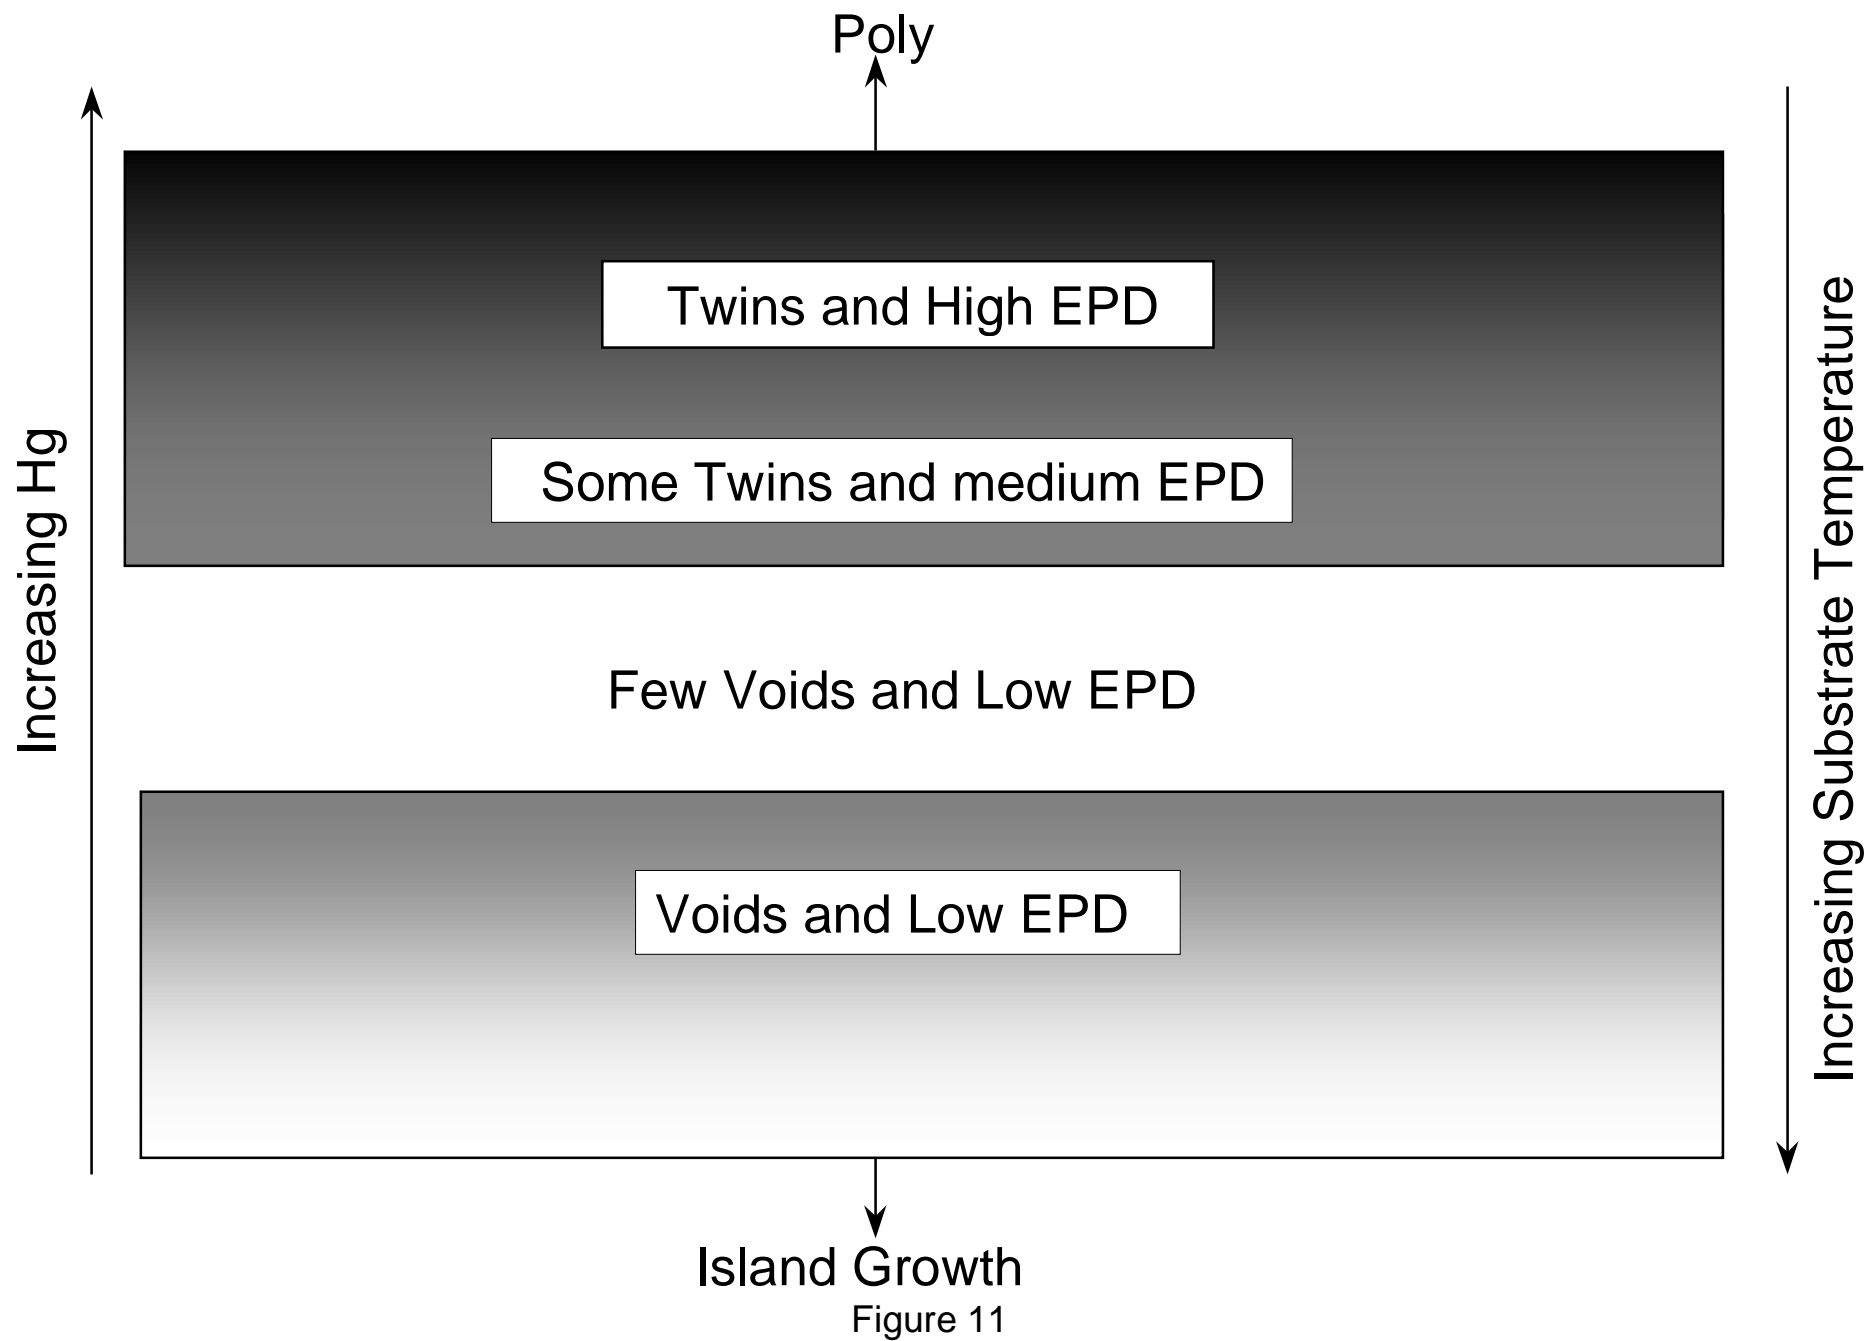 Poly
Increasing Hg
Twins and High EPD
Some Twins and medium EPD
Few Voids and Low EPD
Voids and Low EPD
Increasing Substrate Temperature
Island Growth
Figure 11